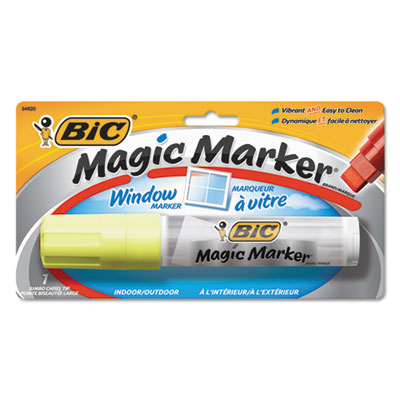 34920
BIC
Magic Marker®
BRAND/MARQUE
Vibrant AND Easy to Clean
Dynamique ET facile à nettoyer
Window
MARKER
MARQUEUR
à vitre
BIC
Magic Marker
1
JUMBO CHISEL TIP
POINTE BISEAUTÉE LARGE
INDOOR/OUTDOOR
À L'INTÉRIEUR/À L'EXTÉRIEUR